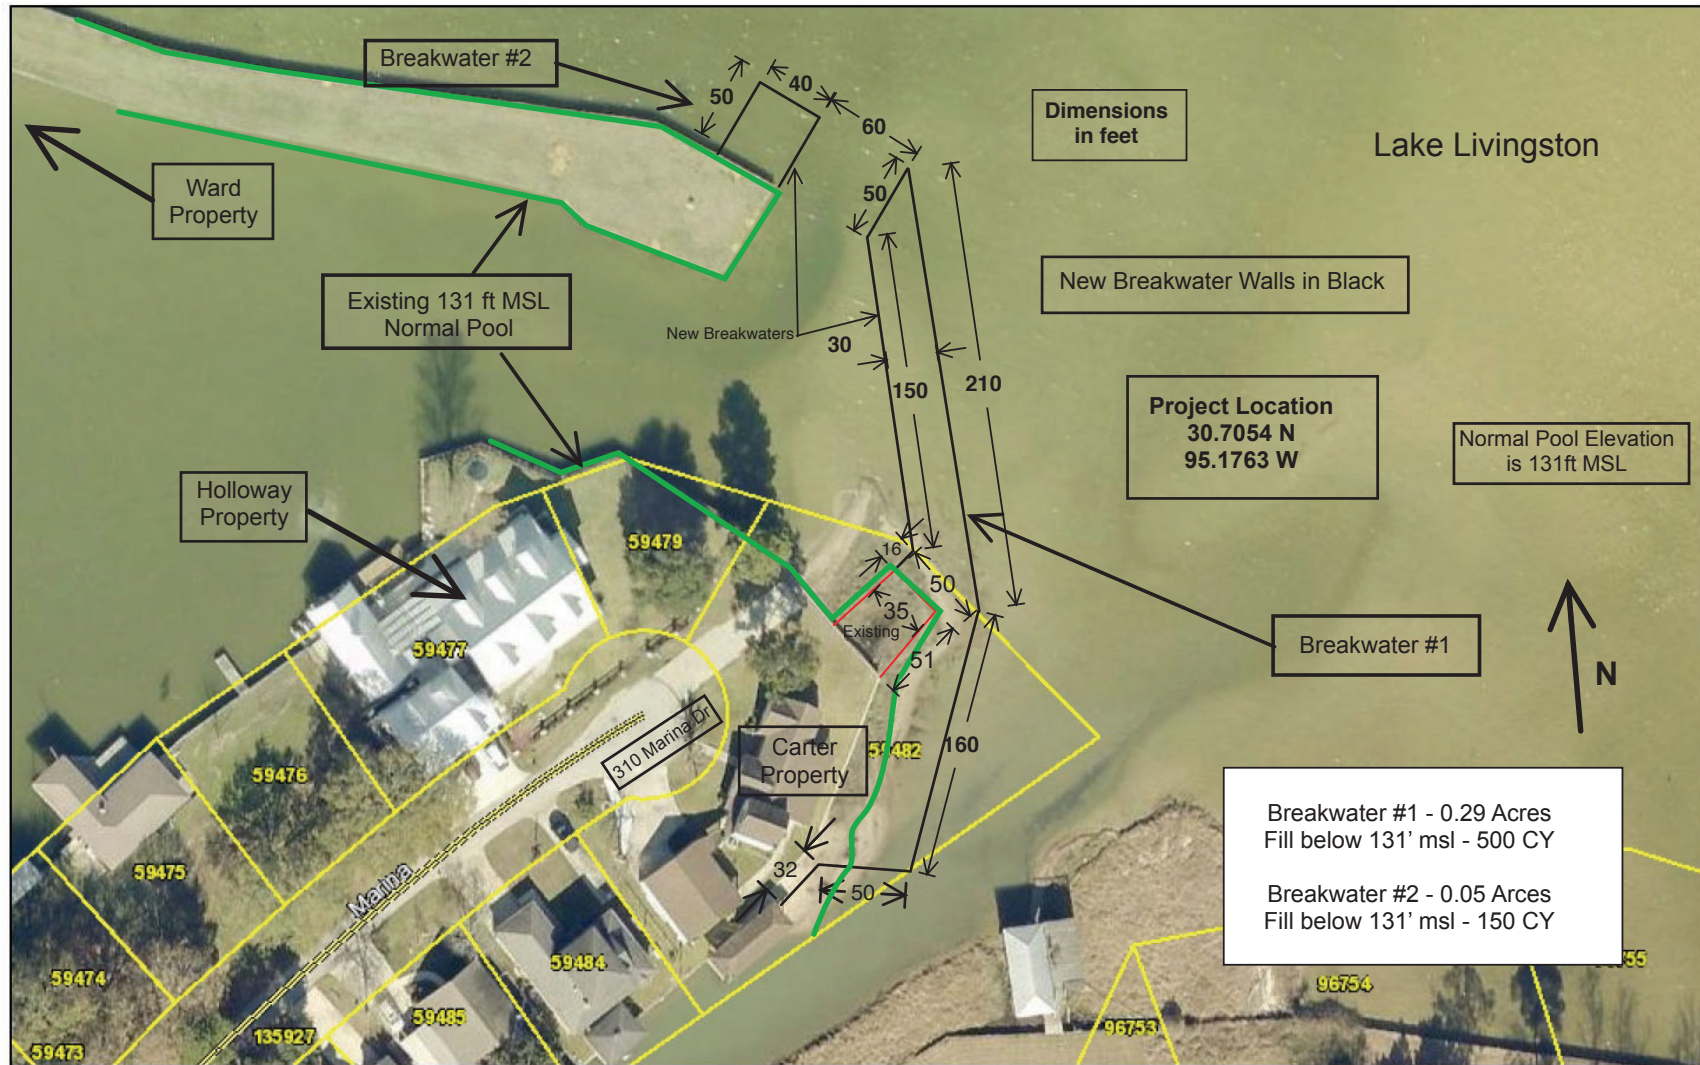 Breakwater #2
50
40
60
Dimensions
in feet
Lake Livingston
Ward
Property
50
Existing 131 ft MSL
Normal Pool
New Breakwaters
30
150
210
New Breakwater Walls in Black
Project Location
30.7054 N
95.1763 W
Normal Pool Elevation
is 131ft MSL
Holloway
Property
59479
16
50
35
Existing
51
59477
Breakwater #1
N
310 Marina Dr
Carter
Property
59482
160
59476
59475
32
50
Marina
Breakwater #1 - 0.29 Acres
Fill below 131' msl - 500 CY
Breakwater #2 - 0.05 Arces
Fill below 131' msl - 150 CY
59474
59484
59485
135927
59473
96753
96754
755